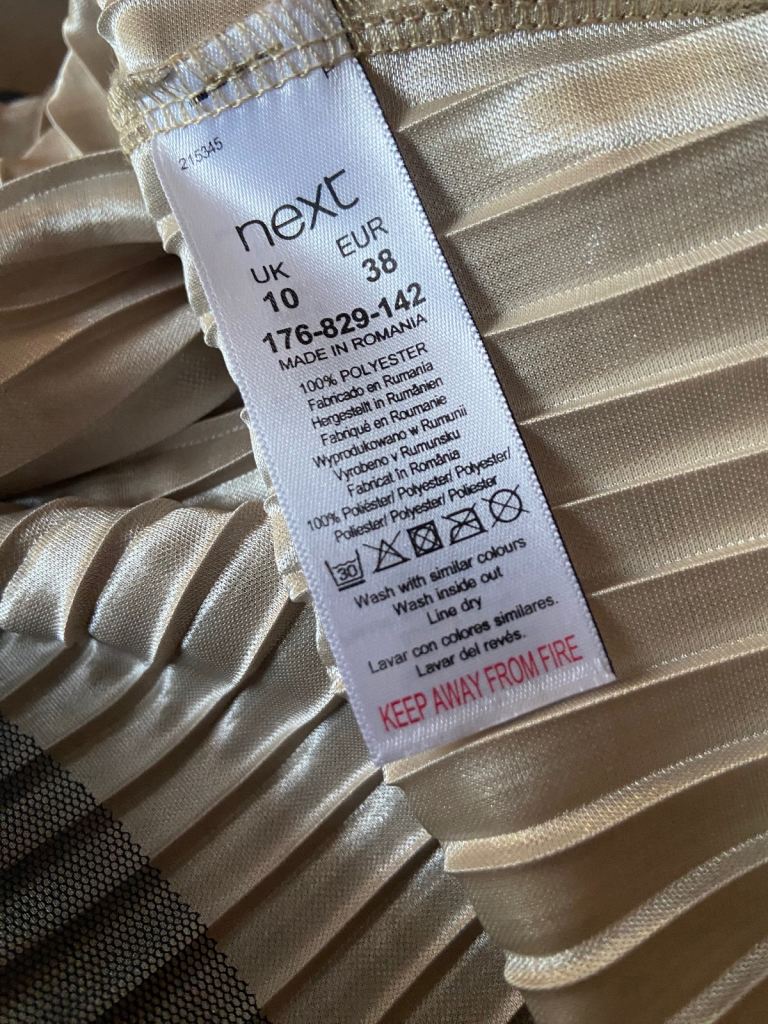 215345
next
UK EUR
10 38
176-829-142
MADE IN ROMANIA
100% POLYESTER
Fabricado en Rumania
Hergestellt in Rumänien
Fabriqué en Roumanie
Wyprodukowano w Rumunii
Vyrobeno v Rumunsku
Fabricat în România
100% Poliéster/ Polyester/ Polyester/
Poliester/ Polyester/ Poliester
30
Wash with similar colours
Wash inside out
Line dry
Lavar con colores similares.
Lavar del revés.
KEEP AWAY FROM FIRE